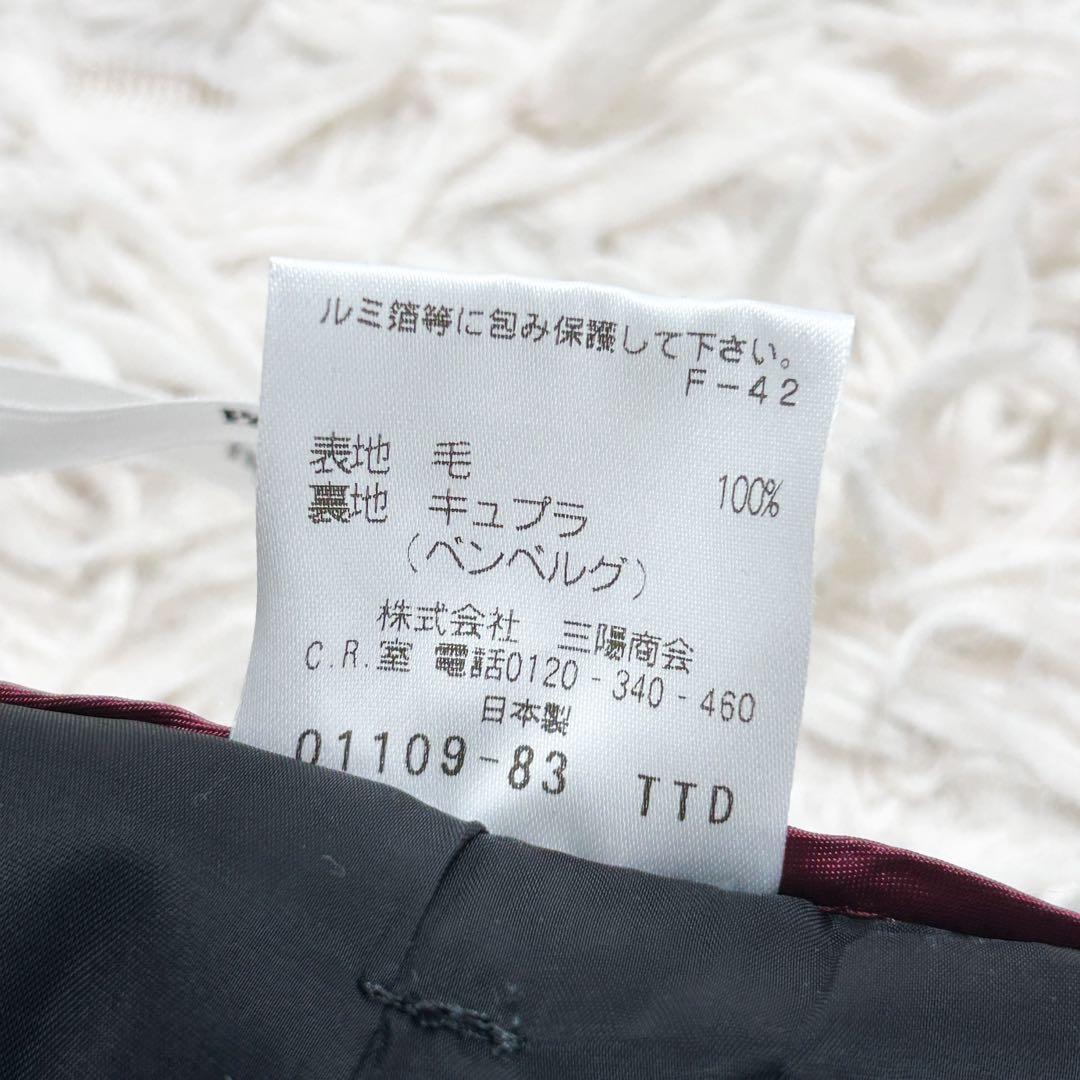 ルミ箔等に包み保護して下さい。
F-42
表地 毛 100%
裏地 キュプラ
(ベンベルグ)
株式会社 三陽商会
C.R.室 電話0120-340-460
日本製
01109-83 TTD